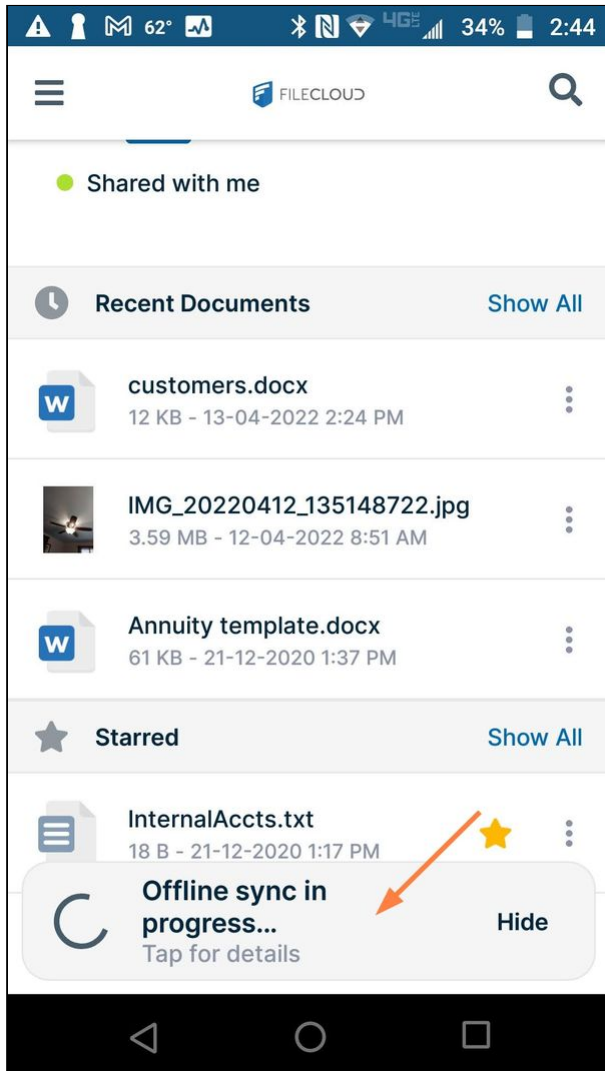 62° 4GE 34% 2:44
FILECLOUD
Shared with me
Recent Documents Show All
W customers.docx
12 KB - 13-04-2022 2:24 PM
IMG_20220412_135148722.jpg
3.59 MB - 12-04-2022 8:51 AM
W Annuity template.docx
61 KB - 21-12-2020 1:37 PM
Starred Show All
InternalAccts.txt
18 B - 21-12-2020 1:17 PM
Offline sync in
progress... Hide
Tap for details